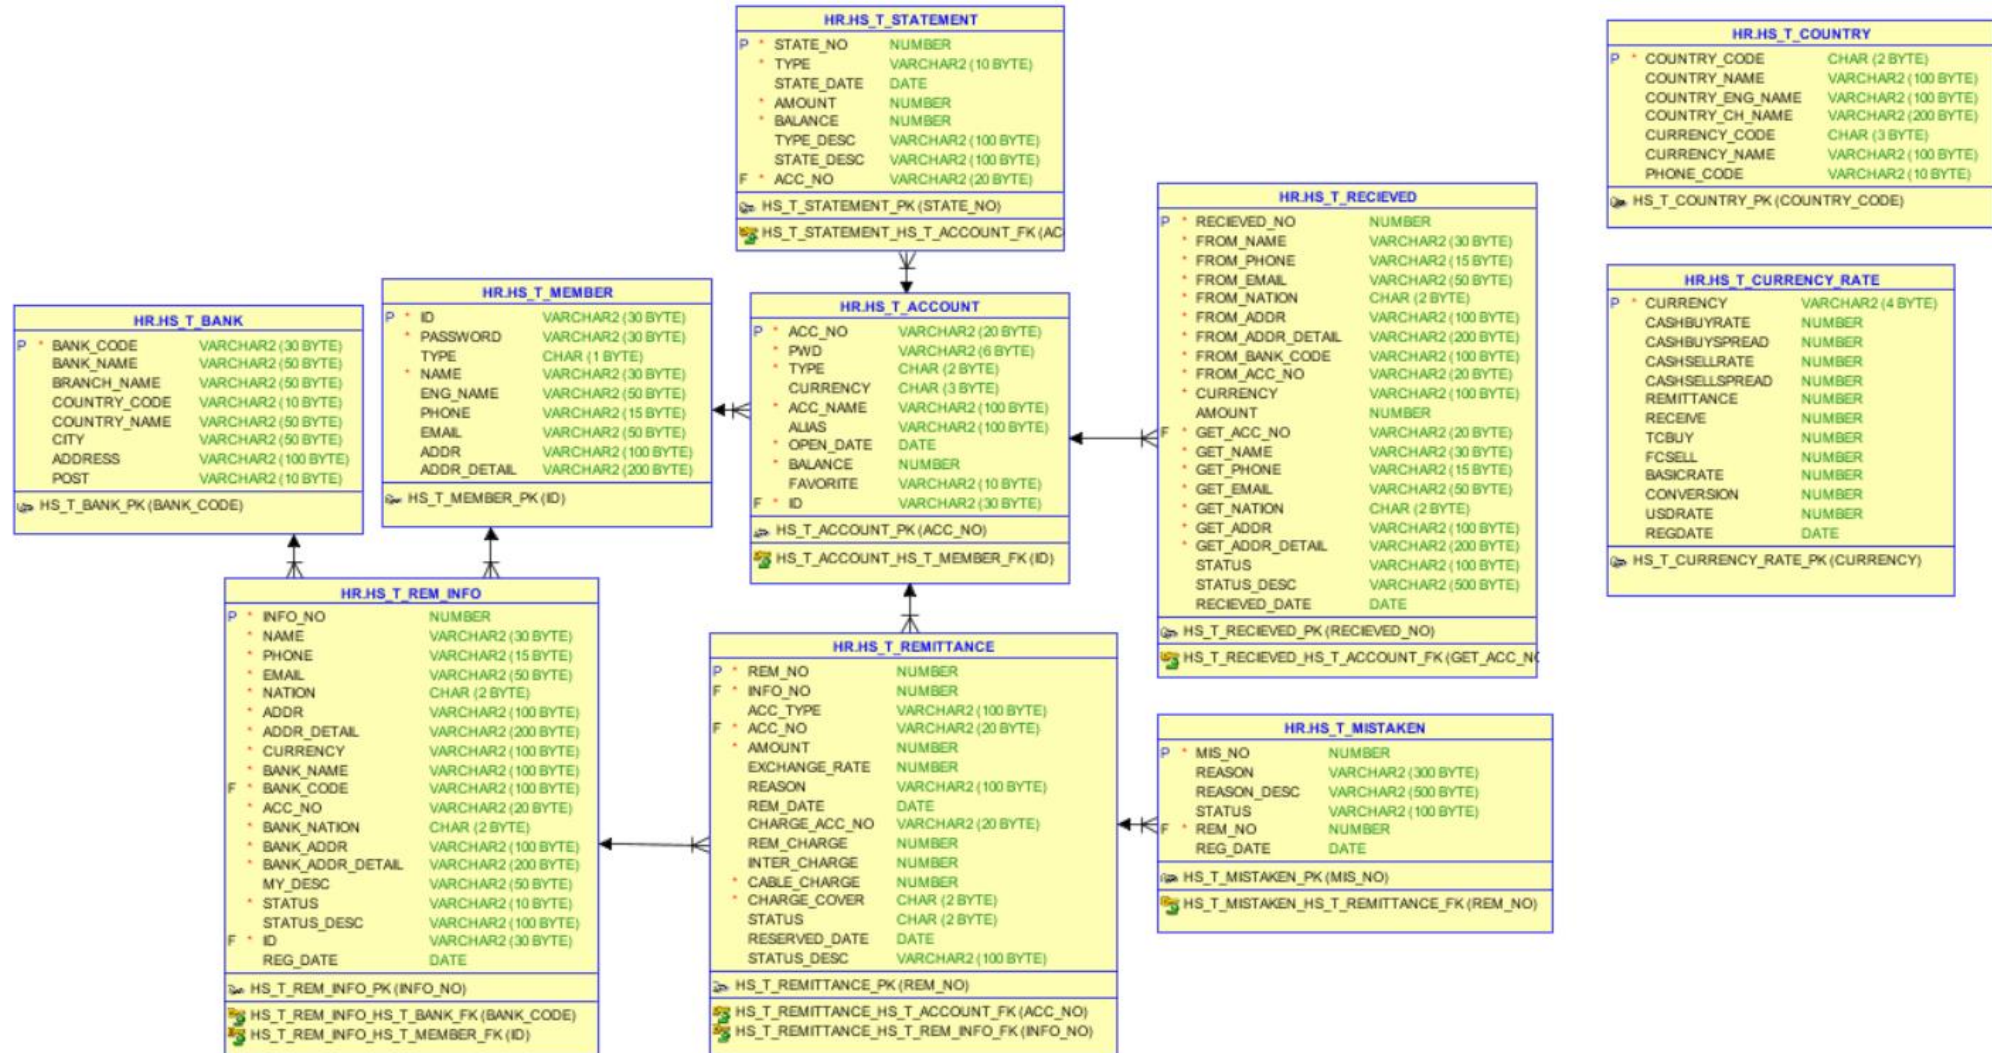 HR.HS_T_STATEMENT
P * STATE_NO NUMBER
* TYPE VARCHAR2 (10 BYTE)
STATE_DATE DATE
* AMOUNT NUMBER
* BALANCE NUMBER
TYPE_DESC VARCHAR2 (100 BYTE)
STATE_DESC VARCHAR2 (100 BYTE)
F * ACC_NO VARCHAR2 (20 BYTE)
HS_T_STATEMENT_PK (STATE_NO)
HS_T_STATEMENT_HS_T_ACCOUNT_FK (AC
HR.HS_T_COUNTRY
P * COUNTRY_CODE CHAR (2 BYTE)
COUNTRY_NAME VARCHAR2 (100 BYTE)
COUNTRY_ENG_NAME VARCHAR2 (100 BYTE)
COUNTRY_CH_NAME VARCHAR2 (200 BYTE)
CURRENCY_CODE CHAR (3 BYTE)
CURRENCY_NAME VARCHAR2 (100 BYTE)
PHONE_CODE VARCHAR2 (10 BYTE)
HS_T_COUNTRY_PK (COUNTRY_CODE)
HR.HS_T_BANK
P * BANK_CODE VARCHAR2 (30 BYTE)
BANK_NAME VARCHAR2 (50 BYTE)
BRANCH_NAME VARCHAR2 (50 BYTE)
COUNTRY_CODE VARCHAR2 (10 BYTE)
COUNTRY_NAME VARCHAR2 (50 BYTE)
CITY VARCHAR2 (50 BYTE)
ADDRESS VARCHAR2 (100 BYTE)
POST VARCHAR2 (10 BYTE)
HS_T_BANK_PK (BANK_CODE)
HR.HS_T_MEMBER
P * ID VARCHAR2 (30 BYTE)
* PASSWORD VARCHAR2 (30 BYTE)
TYPE CHAR (1 BYTE)
* NAME VARCHAR2 (30 BYTE)
ENG_NAME VARCHAR2 (50 BYTE)
PHONE VARCHAR2 (15 BYTE)
EMAIL VARCHAR2 (50 BYTE)
ADDR VARCHAR2 (100 BYTE)
ADDR_DETAIL VARCHAR2 (200 BYTE)
HS_T_MEMBER_PK (ID)
HR.HS_T_ACCOUNT
P * ACC_NO VARCHAR2 (20 BYTE)
* PWD VARCHAR2 (6 BYTE)
* TYPE CHAR (2 BYTE)
CURRENCY CHAR (3 BYTE)
* ACC_NAME VARCHAR2 (100 BYTE)
ALIAS VARCHAR2 (100 BYTE)
* OPEN_DATE DATE
* BALANCE NUMBER
FAVORITE VARCHAR2 (10 BYTE)
F * ID VARCHAR2 (30 BYTE)
HS_T_ACCOUNT_PK (ACC_NO)
HS_T_ACCOUNT_HS_T_MEMBER_FK (ID)
HR.HS_T_RECIEVED
P * RECIEVED_NO NUMBER
* FROM_NAME VARCHAR2 (30 BYTE)
* FROM_PHONE VARCHAR2 (15 BYTE)
* FROM_EMAIL VARCHAR2 (50 BYTE)
* FROM_NATION CHAR (2 BYTE)
* FROM_ADDR VARCHAR2 (100 BYTE)
* FROM_ADDR_DETAIL VARCHAR2 (200 BYTE)
* FROM_BANK_CODE VARCHAR2 (100 BYTE)
* FROM_ACC_NO VARCHAR2 (20 BYTE)
* CURRENCY VARCHAR2 (100 BYTE)
AMOUNT NUMBER
F * GET_ACC_NO VARCHAR2 (20 BYTE)
* GET_NAME VARCHAR2 (30 BYTE)
* GET_PHONE VARCHAR2 (15 BYTE)
* GET_EMAIL VARCHAR2 (50 BYTE)
* GET_NATION CHAR (2 BYTE)
* GET_ADDR VARCHAR2 (100 BYTE)
* GET_ADDR_DETAIL VARCHAR2 (200 BYTE)
STATUS VARCHAR2 (100 BYTE)
STATUS_DESC VARCHAR2 (500 BYTE)
RECIEVED_DATE DATE
HS_T_RECIEVED_PK (RECIEVED_NO)
HS_T_RECIEVED_HS_T_ACCOUNT_FK (GET_ACC_NO
HR.HS_T_CURRENCY_RATE
P * CURRENCY VARCHAR2 (4 BYTE)
CASHBUYRATE NUMBER
CASHBUYSPREAD NUMBER
CASHSELLRATE NUMBER
CASHSELLSPREAD NUMBER
REMITTANCE NUMBER
RECEIVE NUMBER
TCBUY NUMBER
FCSELL NUMBER
BASICRATE NUMBER
CONVERSION NUMBER
USDRATE NUMBER
REGDATE DATE
HS_T_CURRENCY_RATE_PK (CURRENCY)
HR.HS_T_REM_INFO
P * INFO_NO NUMBER
* NAME VARCHAR2 (30 BYTE)
* PHONE VARCHAR2 (15 BYTE)
* EMAIL VARCHAR2 (50 BYTE)
* NATION CHAR (2 BYTE)
* ADDR VARCHAR2 (100 BYTE)
* ADDR_DETAIL VARCHAR2 (200 BYTE)
* CURRENCY VARCHAR2 (100 BYTE)
* BANK_NAME VARCHAR2 (100 BYTE)
F * BANK_CODE VARCHAR2 (100 BYTE)
* ACC_NO VARCHAR2 (20 BYTE)
* BANK_NATION CHAR (2 BYTE)
* BANK_ADDR VARCHAR2 (100 BYTE)
* BANK_ADDR_DETAIL VARCHAR2 (200 BYTE)
MY_DESC VARCHAR2 (50 BYTE)
* STATUS VARCHAR2 (10 BYTE)
STATUS_DESC VARCHAR2 (100 BYTE)
F * ID VARCHAR2 (30 BYTE)
REG_DATE DATE
HS_T_REM_INFO_PK (INFO_NO)
HS_T_REM_INFO_HS_T_BANK_FK (BANK_CODE)
HS_T_REM_INFO_HS_T_MEMBER_FK (ID)
HR.HS_T_REMITTANCE
P * REM_NO NUMBER
F * INFO_NO NUMBER
ACC_TYPE VARCHAR2 (100 BYTE)
F * ACC_NO VARCHAR2 (20 BYTE)
* AMOUNT NUMBER
EXCHANGE_RATE NUMBER
REASON VARCHAR2 (100 BYTE)
REM_DATE DATE
CHARGE_ACC_NO VARCHAR2 (20 BYTE)
REM_CHARGE NUMBER
INTER_CHARGE NUMBER
* CABLE_CHARGE NUMBER
* CHARGE_COVER CHAR (2 BYTE)
STATUS CHAR (2 BYTE)
RESERVED_DATE DATE
STATUS_DESC VARCHAR2 (100 BYTE)
HS_T_REMITTANCE_PK (REM_NO)
HS_T_REMITTANCE_HS_T_ACCOUNT_FK (ACC_NO)
HS_T_REMITTANCE_HS_T_REM_INFO_FK (INFO_NO)
HR.HS_T_MISTAKEN
P * MIS_NO NUMBER
REASON VARCHAR2 (300 BYTE)
REASON_DESC VARCHAR2 (500 BYTE)
STATUS VARCHAR2 (100 BYTE)
F * REM_NO NUMBER
REG_DATE DATE
HS_T_MISTAKEN_PK (MIS_NO)
HS_T_MISTAKEN_HS_T_REMITTANCE_FK (REM_NO)